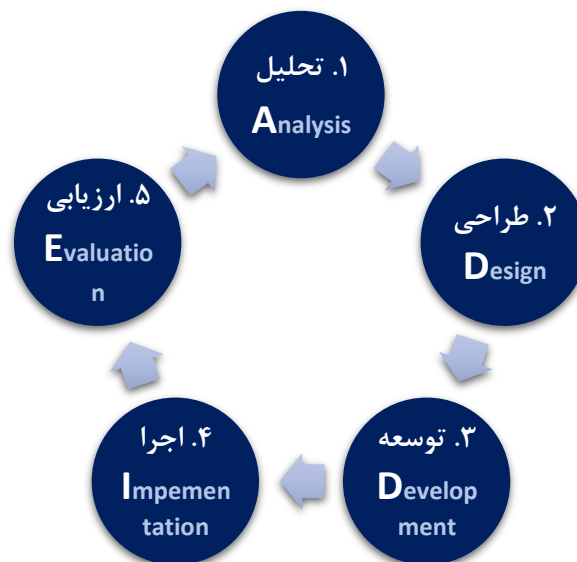 ۱. تحلیل
Analysis
۲. طراحی
Design
۳. توسعه
Develop
ment
۴. اجرا
Impemen
tation
۵. ارزیابی
Evaluatio
n